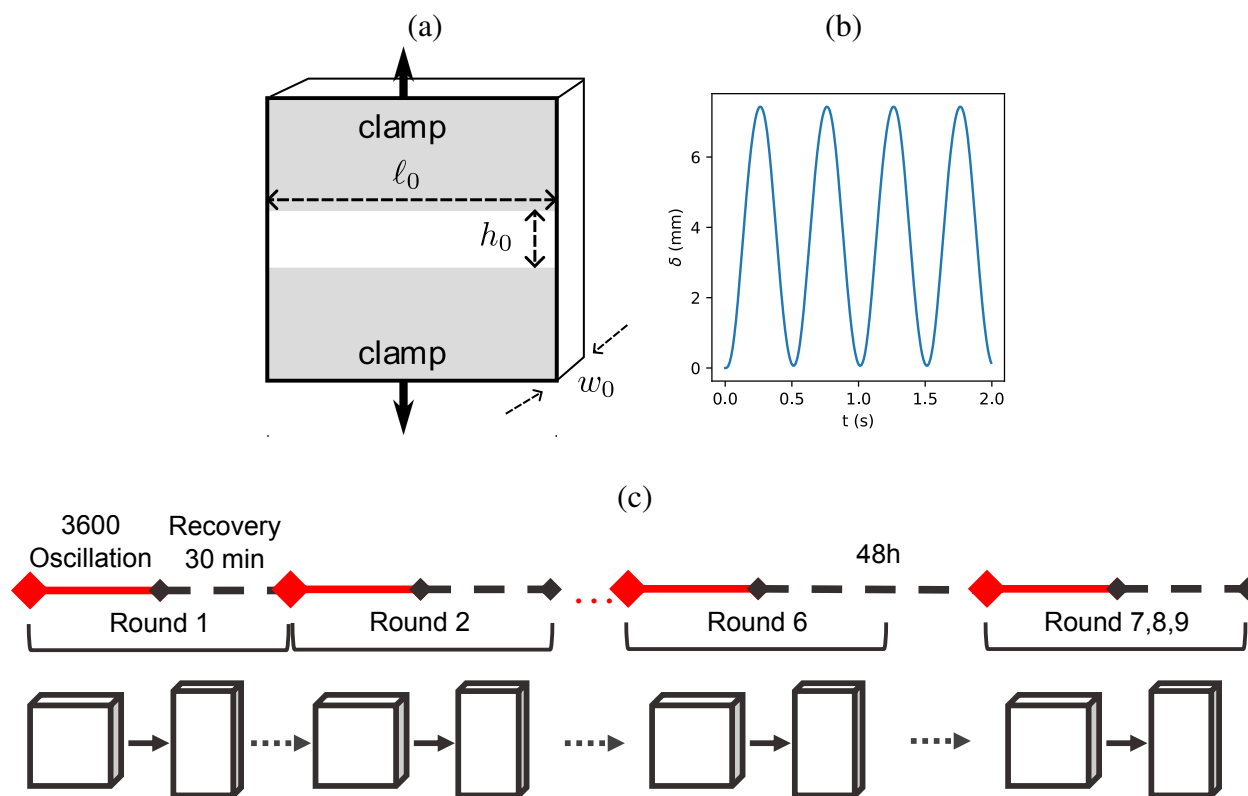 (a)
clamp
ℓ₀
h₀
clamp
w₀
(b)
δ (mm)
6
4
2
0
0.0 0.5 1.0 1.5 2.0
t (s)
(c)
3600
Oscillation
Recovery
30 min
48h
...
Round 1
Round 2
Round 6
Round 7,8,9